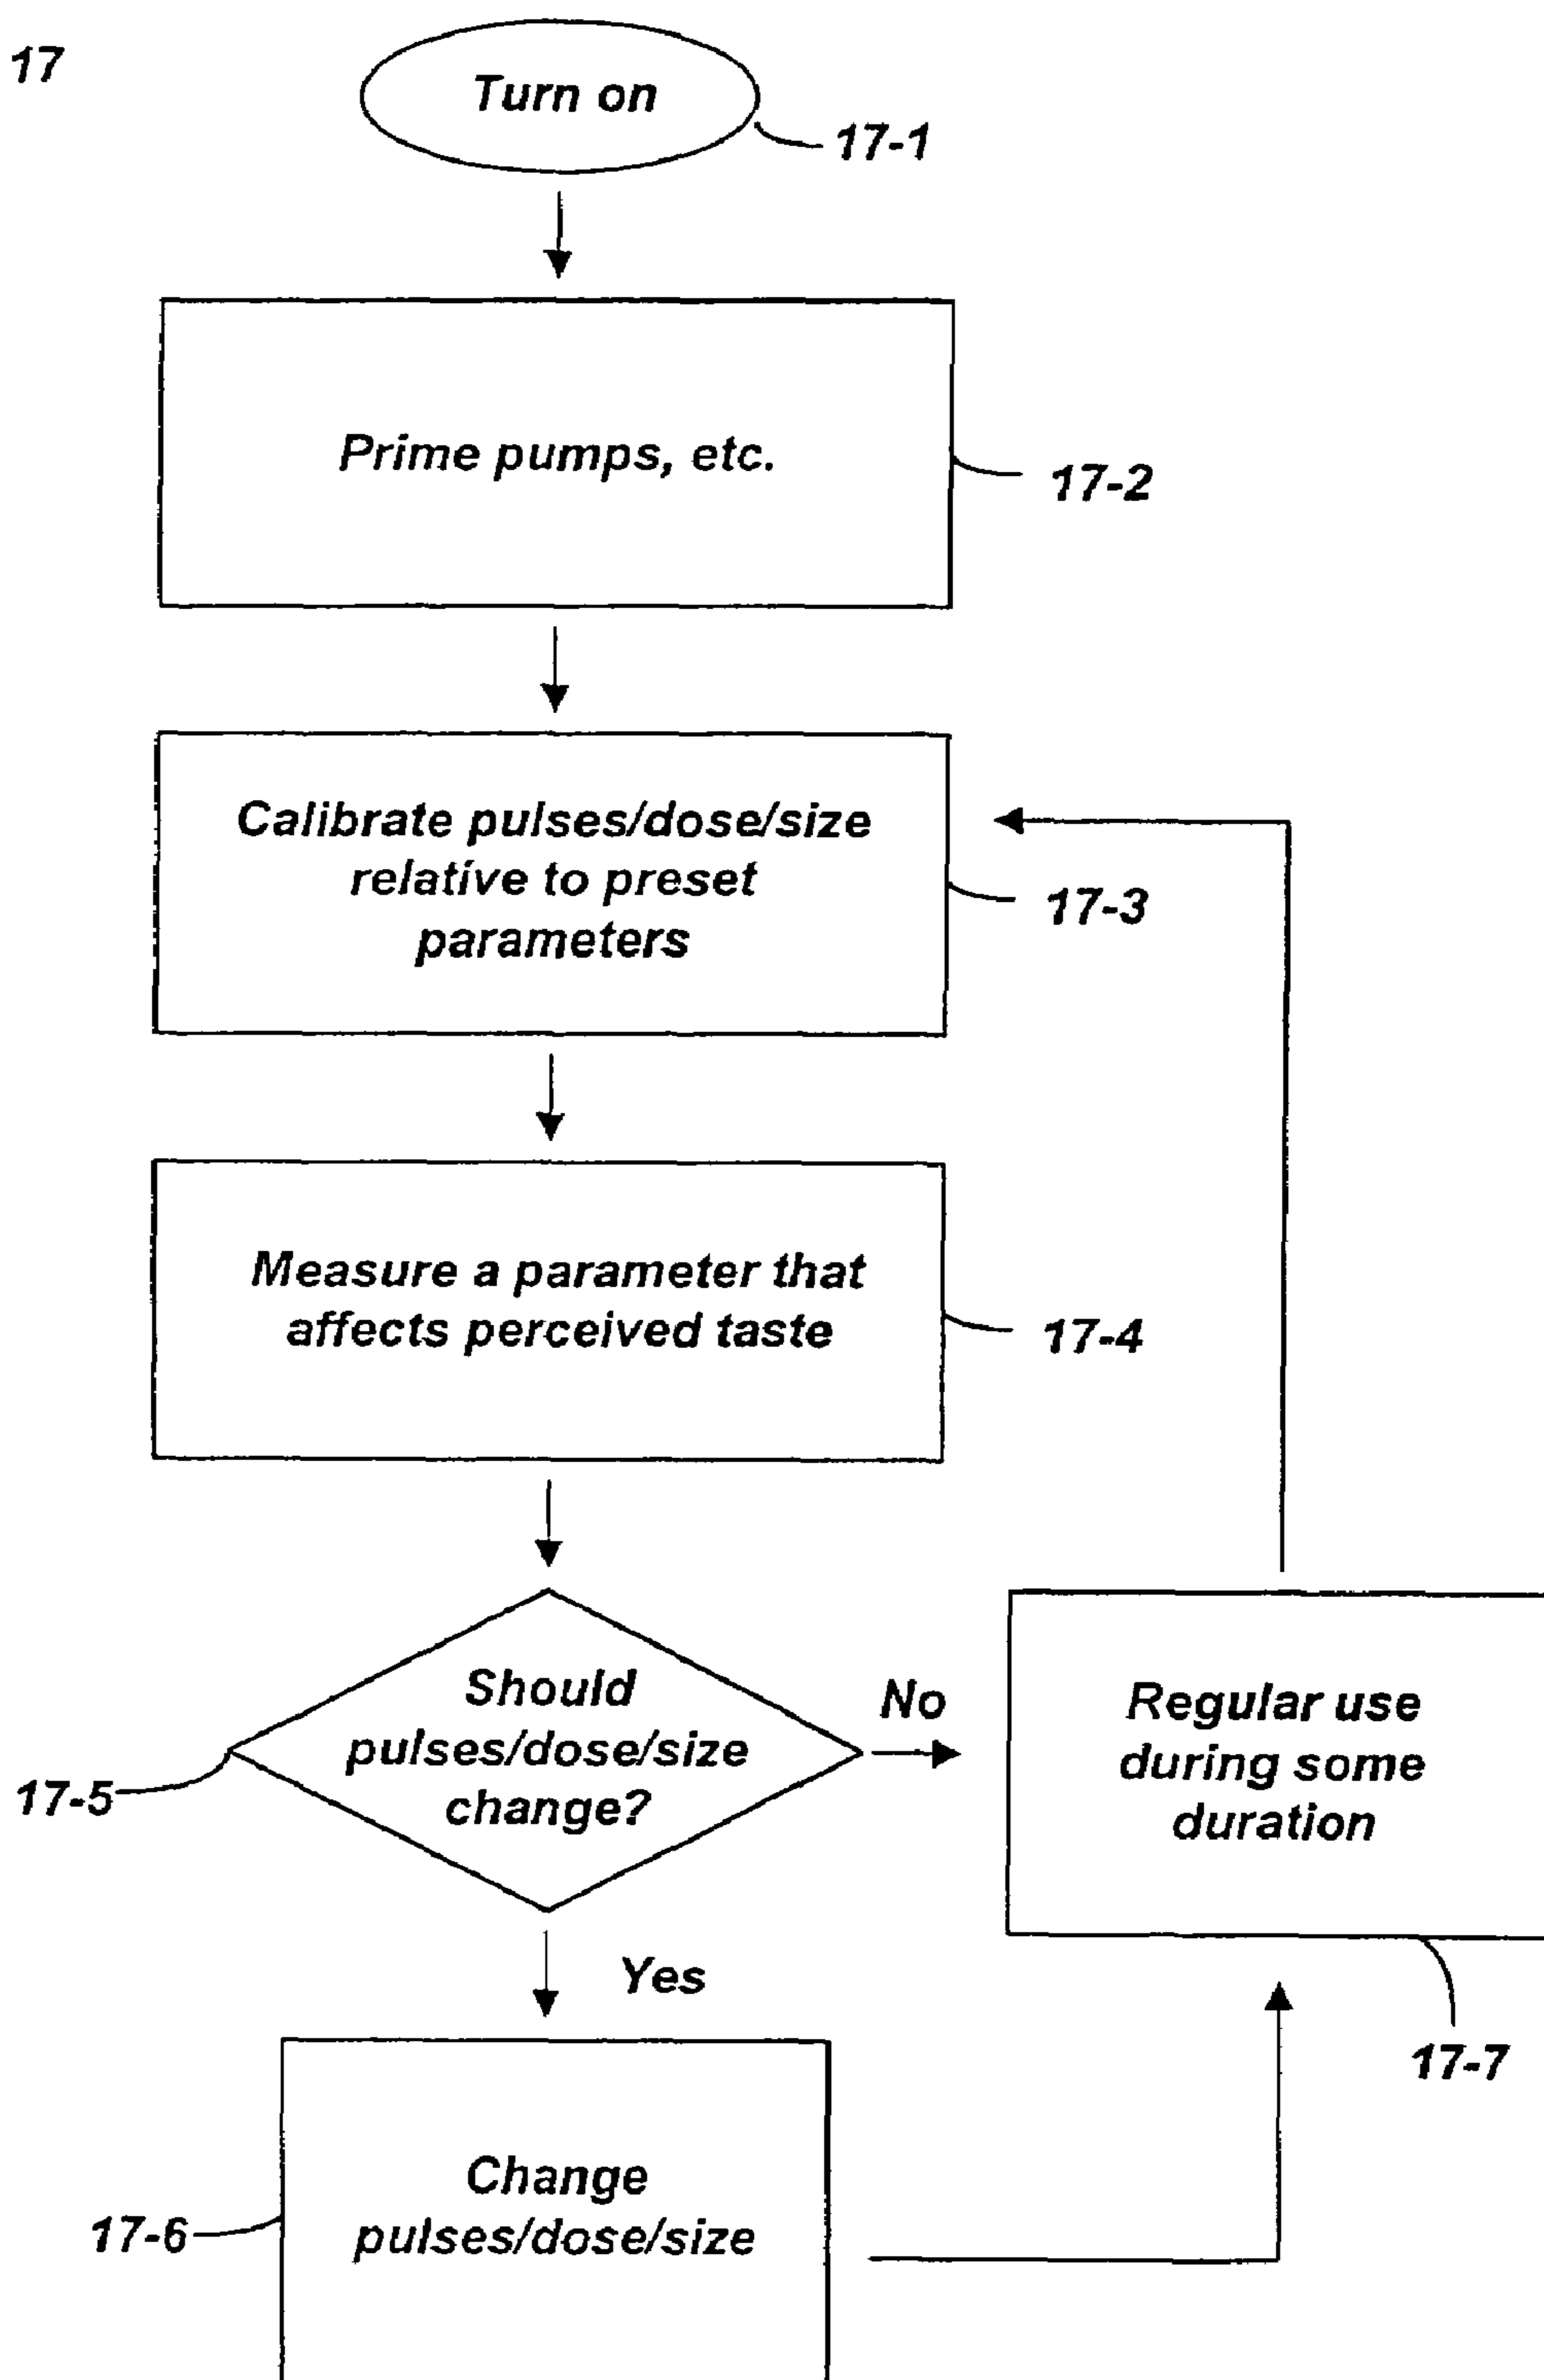 17
Turn on
17-1
Prime pumps, etc.
17-2
Calibrate pulses/dose/size
relative to preset
parameters
17-3
Measure a parameter that
affects perceived taste
17-4
Should
pulses/dose/size
change?
17-5
No
Regular use
during some
duration
17-7
Yes
Change
pulses/dose/size
17-6